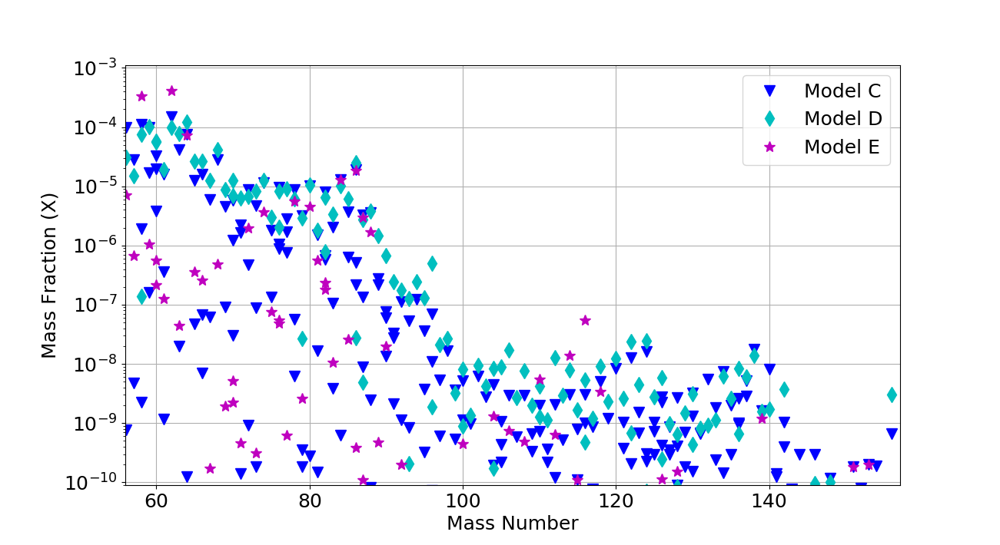 10⁻³
10⁻⁴
10⁻⁵
10⁻⁶
10⁻⁷
10⁻⁸
10⁻⁹
10⁻¹⁰
Mass Fraction (X)
Model C
Model D
Model E
60 80 100 120 140
Mass Number